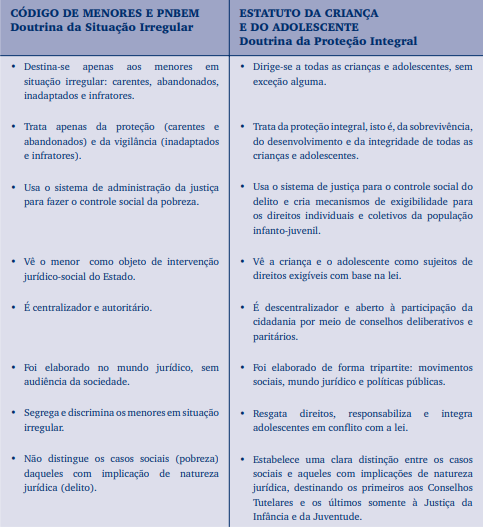 CÓDIGO DE MENORES E PNBEM
Doutrina da Situação Irregular
• Destina-se apenas aos menores em
situação irregular: carentes, abandonados,
inadaptados e infratores.
• Trata apenas da proteção (carentes e
abandonados) e da vigilância (inadaptados
e infratores).
• Usa o sistema de administração da justiça
para fazer o controle social da pobreza.
• Vê o menor como objeto de intervenção
jurídico-social do Estado.
• É centralizador e autoritário.
• Foi elaborado no mundo jurídico, sem
audiência da sociedade.
• Segrega e discrimina os menores em situação
irregular.
• Não distingue os casos sociais (pobreza)
daqueles com implicação de natureza
jurídica (delito).
ESTATUTO DA CRIANÇA
E DO ADOLESCENTE
Doutrina da Proteção Integral
• Dirige-se a todas as crianças e adolescentes, sem
exceção alguma.
• Trata da proteção integral, isto é, da sobrevivência,
do desenvolvimento e da integridade de todas as
crianças e adolescentes.
• Usa o sistema de justiça para o controle social do
delito e cria mecanismos de exigibilidade para
os direitos individuais e coletivos da população
infanto-juvenil.
• Vê a criança e o adolescente como sujeitos de
direitos exigíveis com base na lei.
• É descentralizador e aberto à participação da
cidadania por meio de conselhos deliberativos e
paritários.
• Foi elaborado de forma tripartite: movimentos
sociais, mundo jurídico e políticas públicas.
• Resgata direitos, responsabiliza e integra
adolescentes em conflito com a lei.
• Estabelece uma clara distinção entre os casos
sociais e aqueles com implicações de natureza
jurídica, destinando os primeiros aos Conselhos
Tutelares e os últimos somente à Justiça da
Infância e da Juventude.